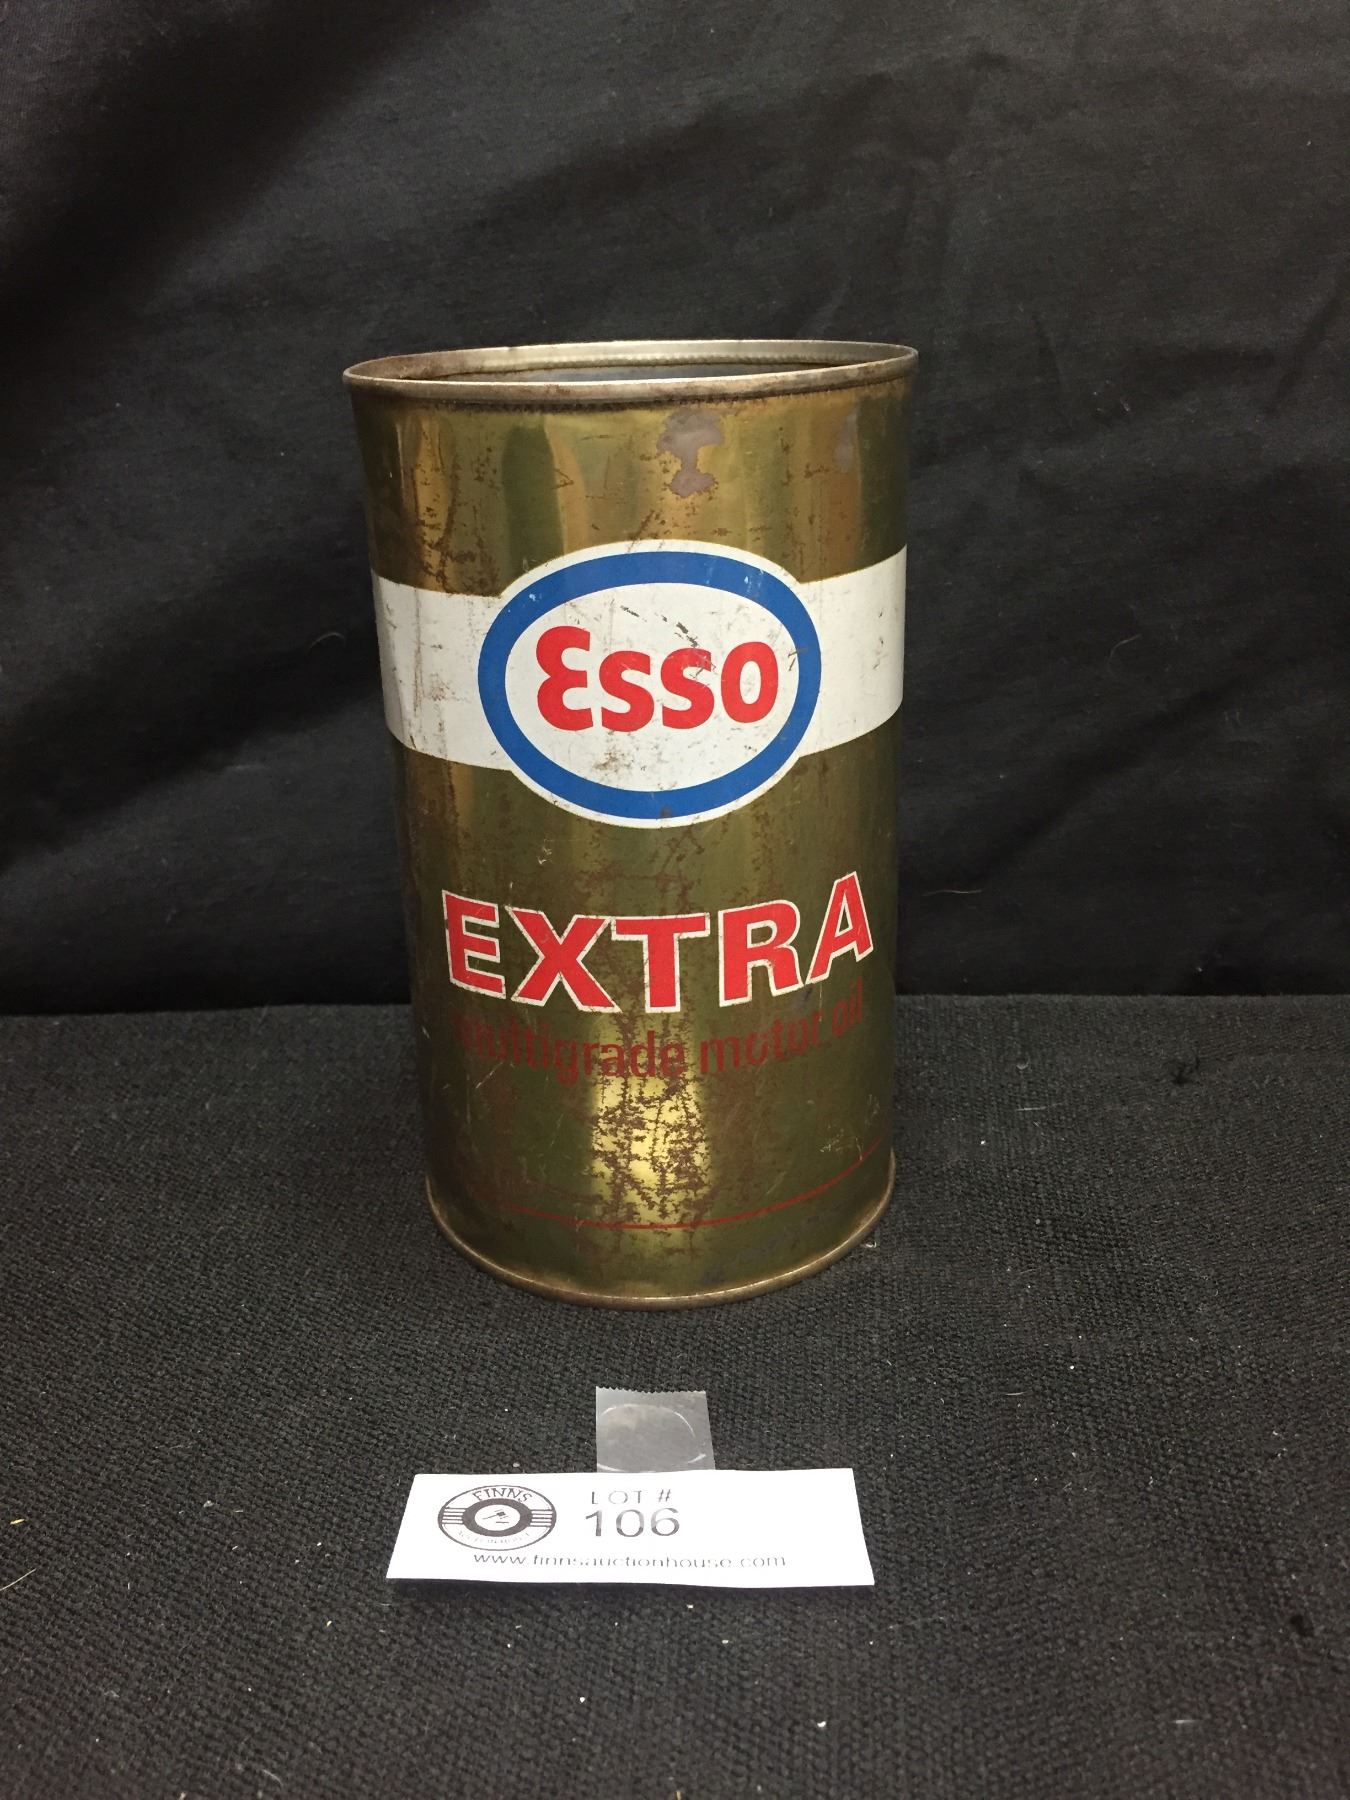 Esso
EXTRA
multigrade motor oil
FINNS
LOT #
106
www.finnsauctionhouse.com